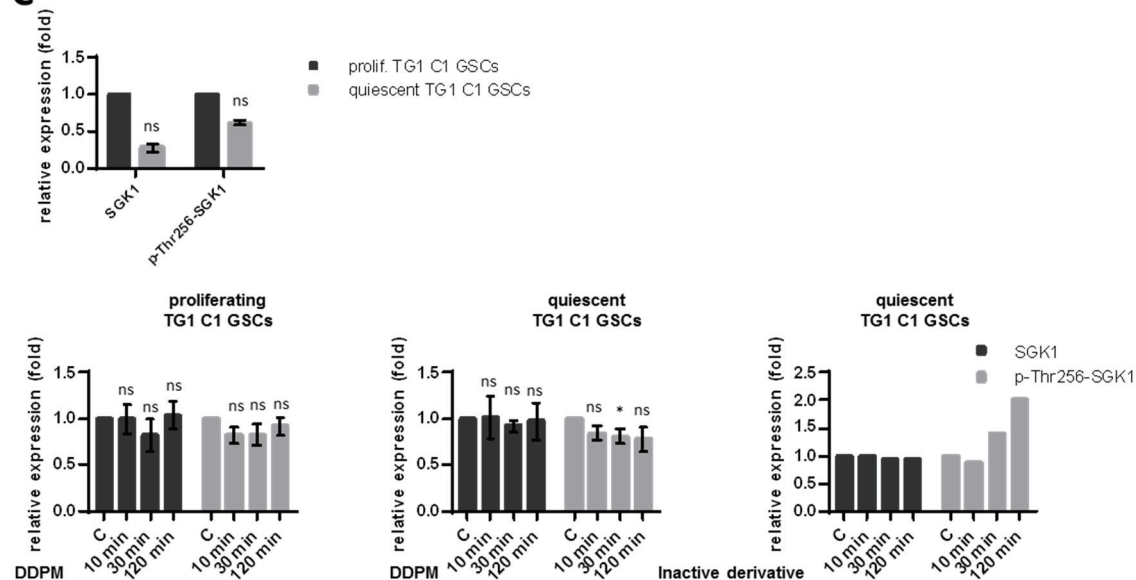 relative expression (fold)
1.5
1.0
0.5
0.0
ns
ns
SGK1
p-Thr256-SGK1
prolif. TG1 C1 GSCs
quiescent TG1 C1 GSCs
proliferating
TG1 C1 GSCs
relative expression (fold)
1.5
1.0
0.5
0.0
ns
ns
ns
ns
ns
ns
C
10 min
30 min
120 min
C
10 min
30 min
120 min
DDPM
quiescent
TG1 C1 GSCs
relative expression (fold)
1.5
1.0
0.5
0.0
ns
ns
ns
ns
*
ns
C
10 min
30 min
120 min
C
10 min
30 min
120 min
DDPM
quiescent
TG1 C1 GSCs
SGK1
p-Thr256-SGK1
relative expression (fold)
2.5
2.0
1.5
1.0
0.5
0.0
C
10 min
30 min
120 min
C
10 min
30 min
120 min
Inactive derivative